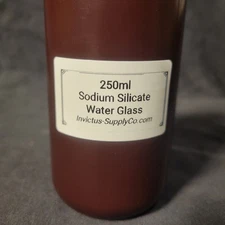 250ml
Sodium Silicate
Water Glass
Invictus-SupplyCo.com